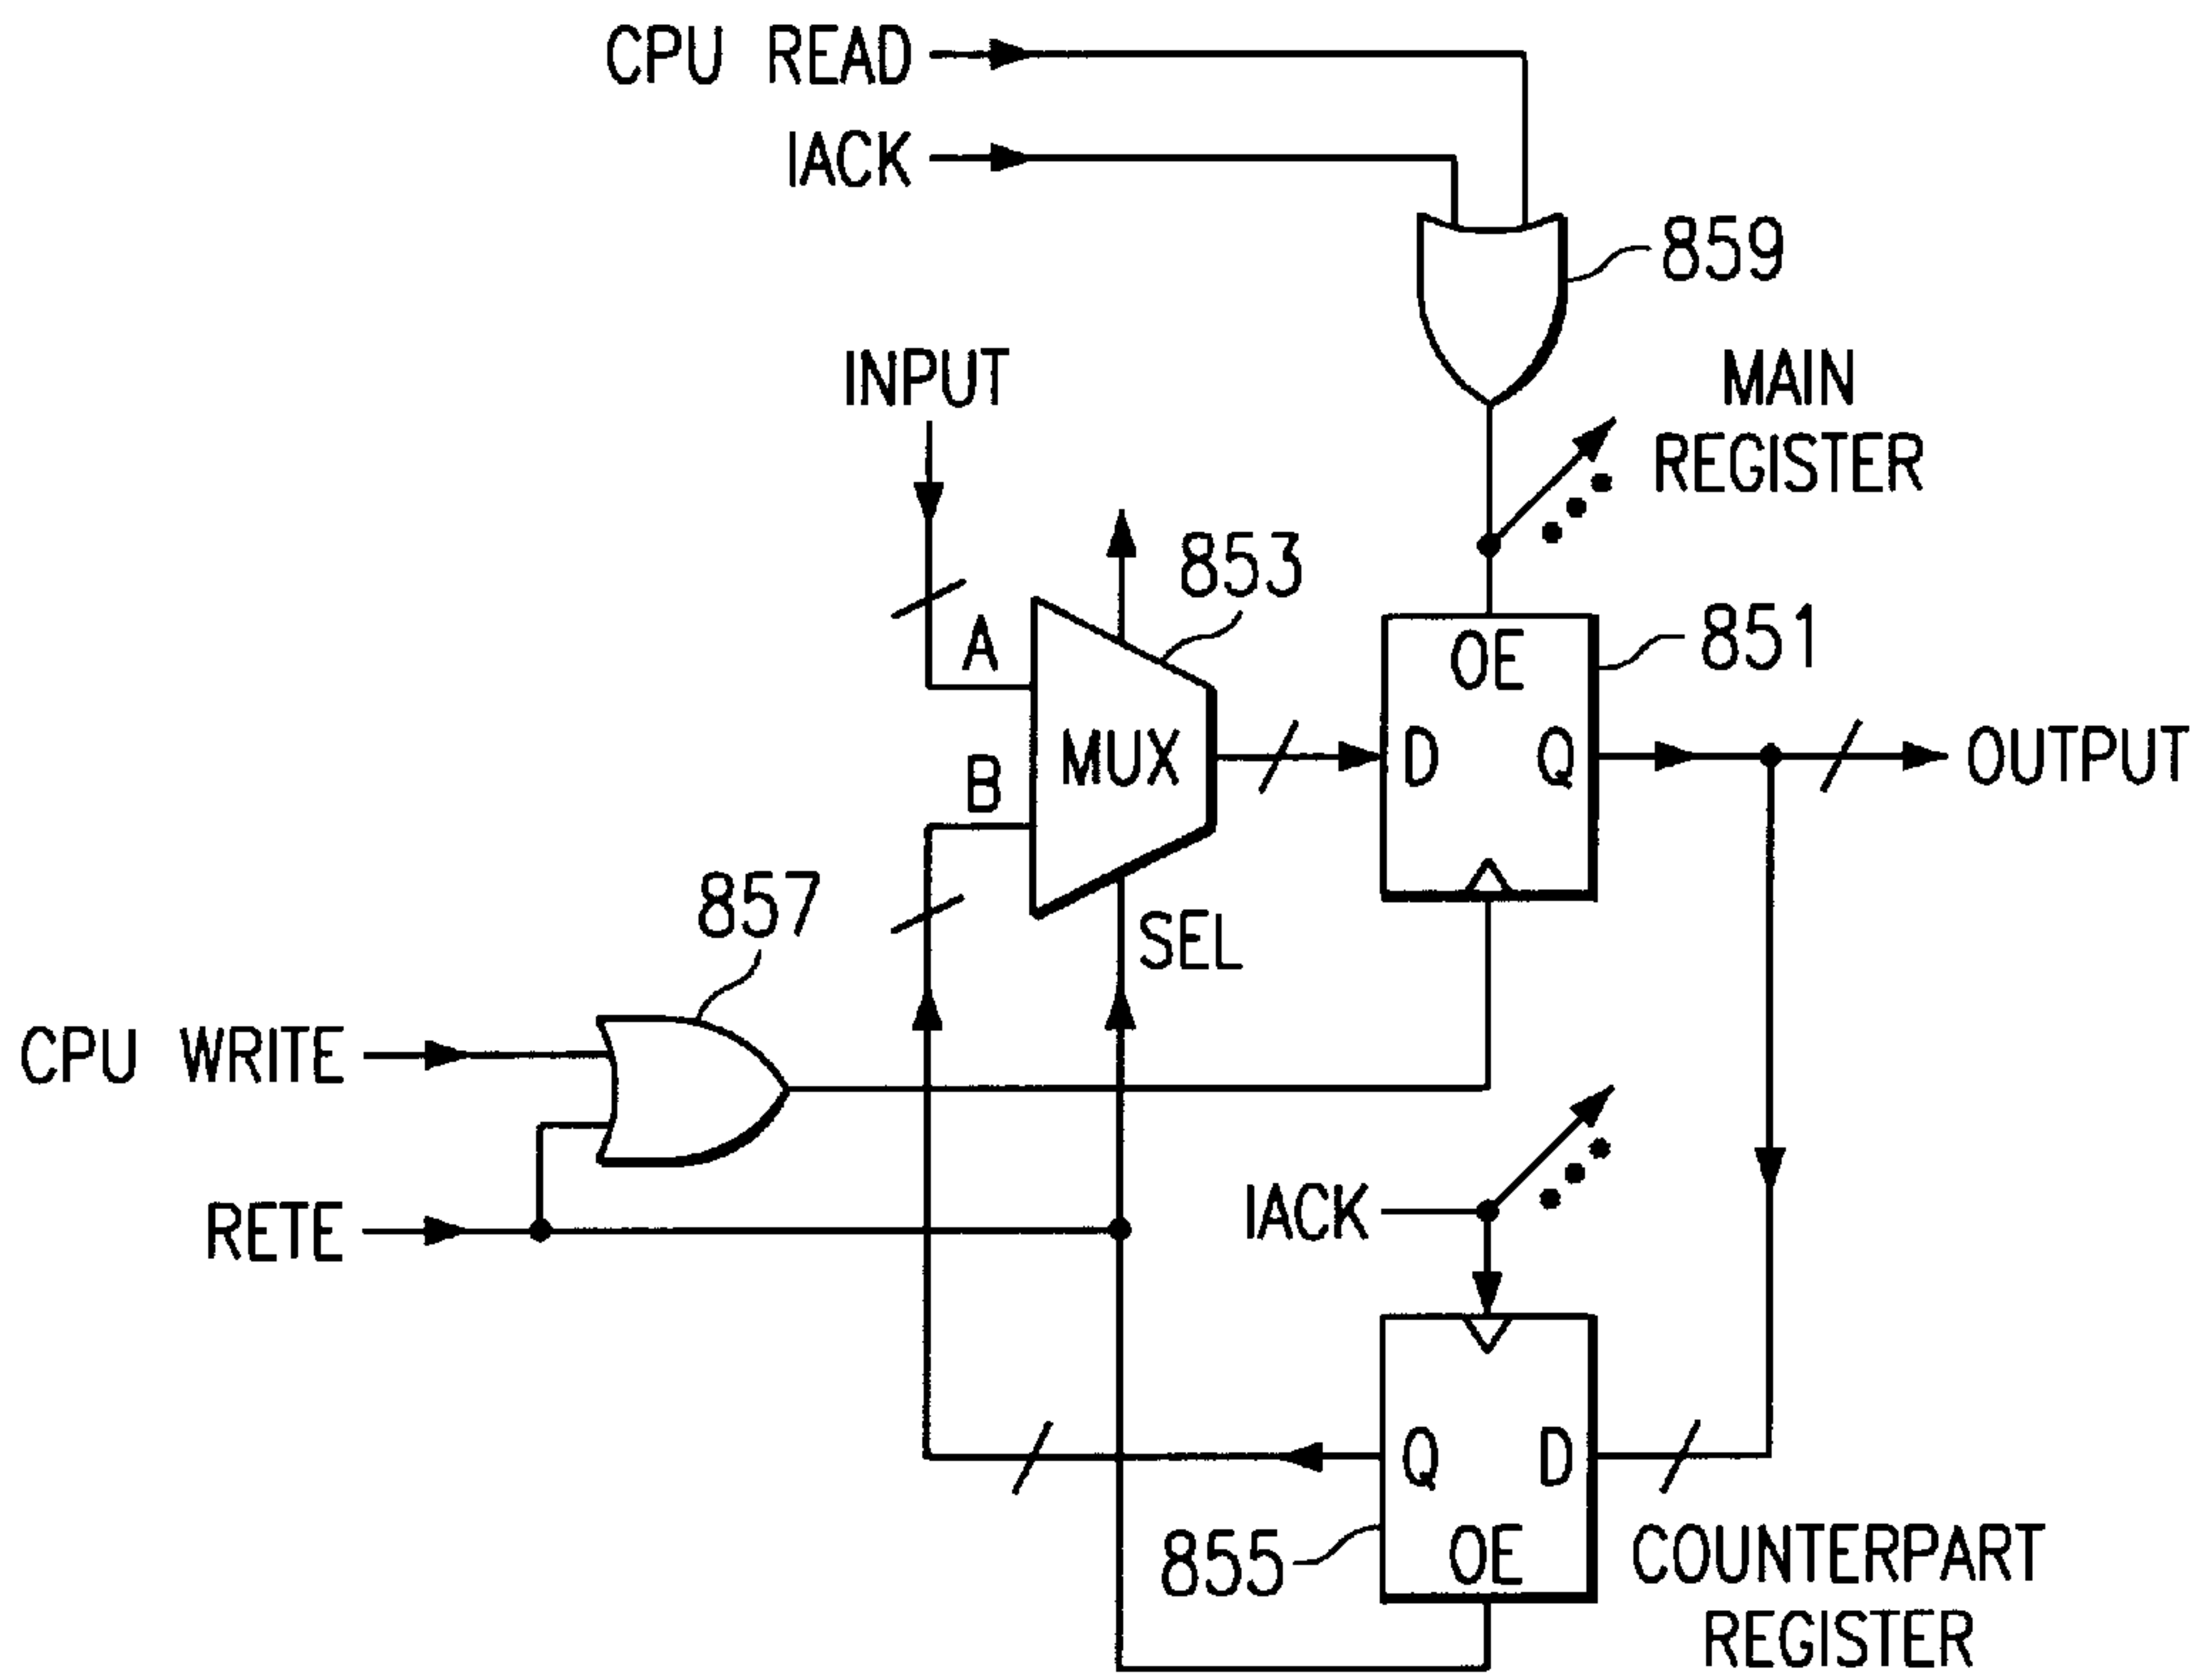 CPU READ
IACK
859
INPUT
MAIN
REGISTER
853
851
A
OE
MUX
D
Q
OUTPUT
B
857
SEL
CPU WRITE
IACK
RETE
Q
D
855
OE
COUNTERPART
REGISTER